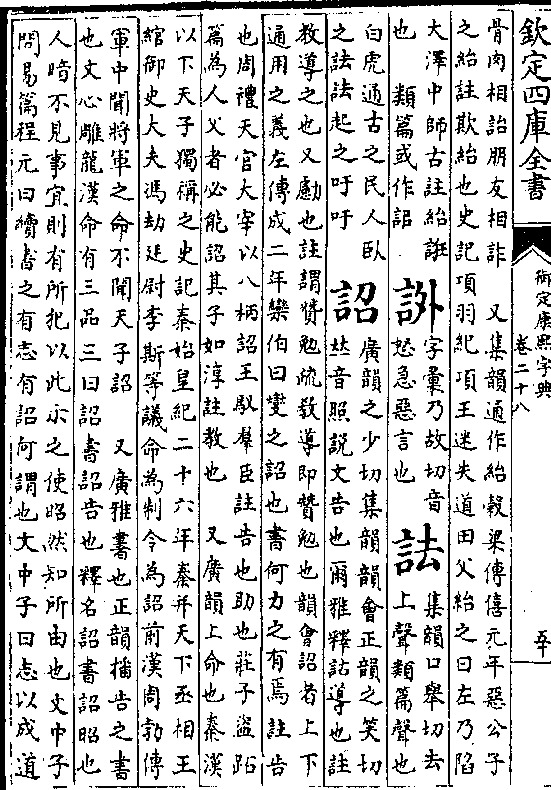 欽定四庫全書
御定康熙字典
卷二十八
骨肉相詒朋友相詐　又集韻通作紿穀梁傳僖元年惡公子
之紿註欺紿也史記項羽紀項王迷失道田父紿之曰左乃陷
大澤中師古註紿誑
也　類篇或作詔
訃字彙乃故切音
怒急惡言也
詓集韻口舉切去
上聲類篇聲也
白虎通古之民人臥
之詓詓起之吁吁
詔廣韻之少切集韻韻會正韻之笑切
𠀤音照說文告也爾雅釋詁導也註
教導之也又勴也註謂贊勉疏教導即贊勉也韻會詔者上下
通用之義左傳成二年欒伯曰燮之詔也書何力之有焉註告
也周禮天官大宰以八柄詔王馭羣臣註告也助也莊子盜跖
篇為人父者必能詔其子如淳註教也　又廣韻上命也秦漢
以下天子獨稱之史記秦始皇紀二十六年秦幷天下丞相王
綰御史大夫馮劫廷尉李斯等議命為制令為詔前漢周勃傳
軍中聞將軍之命不聞天子詔　又廣雅書也正韻播告之書
也文心雕龍漢命有三品三曰詔書詔告也釋名詔書詔昭也
人暗不見事宜則有所犯以此示之使昭然知所由也文中子
問易篇程元曰續書之有志有詔何謂也文中子曰志以成道